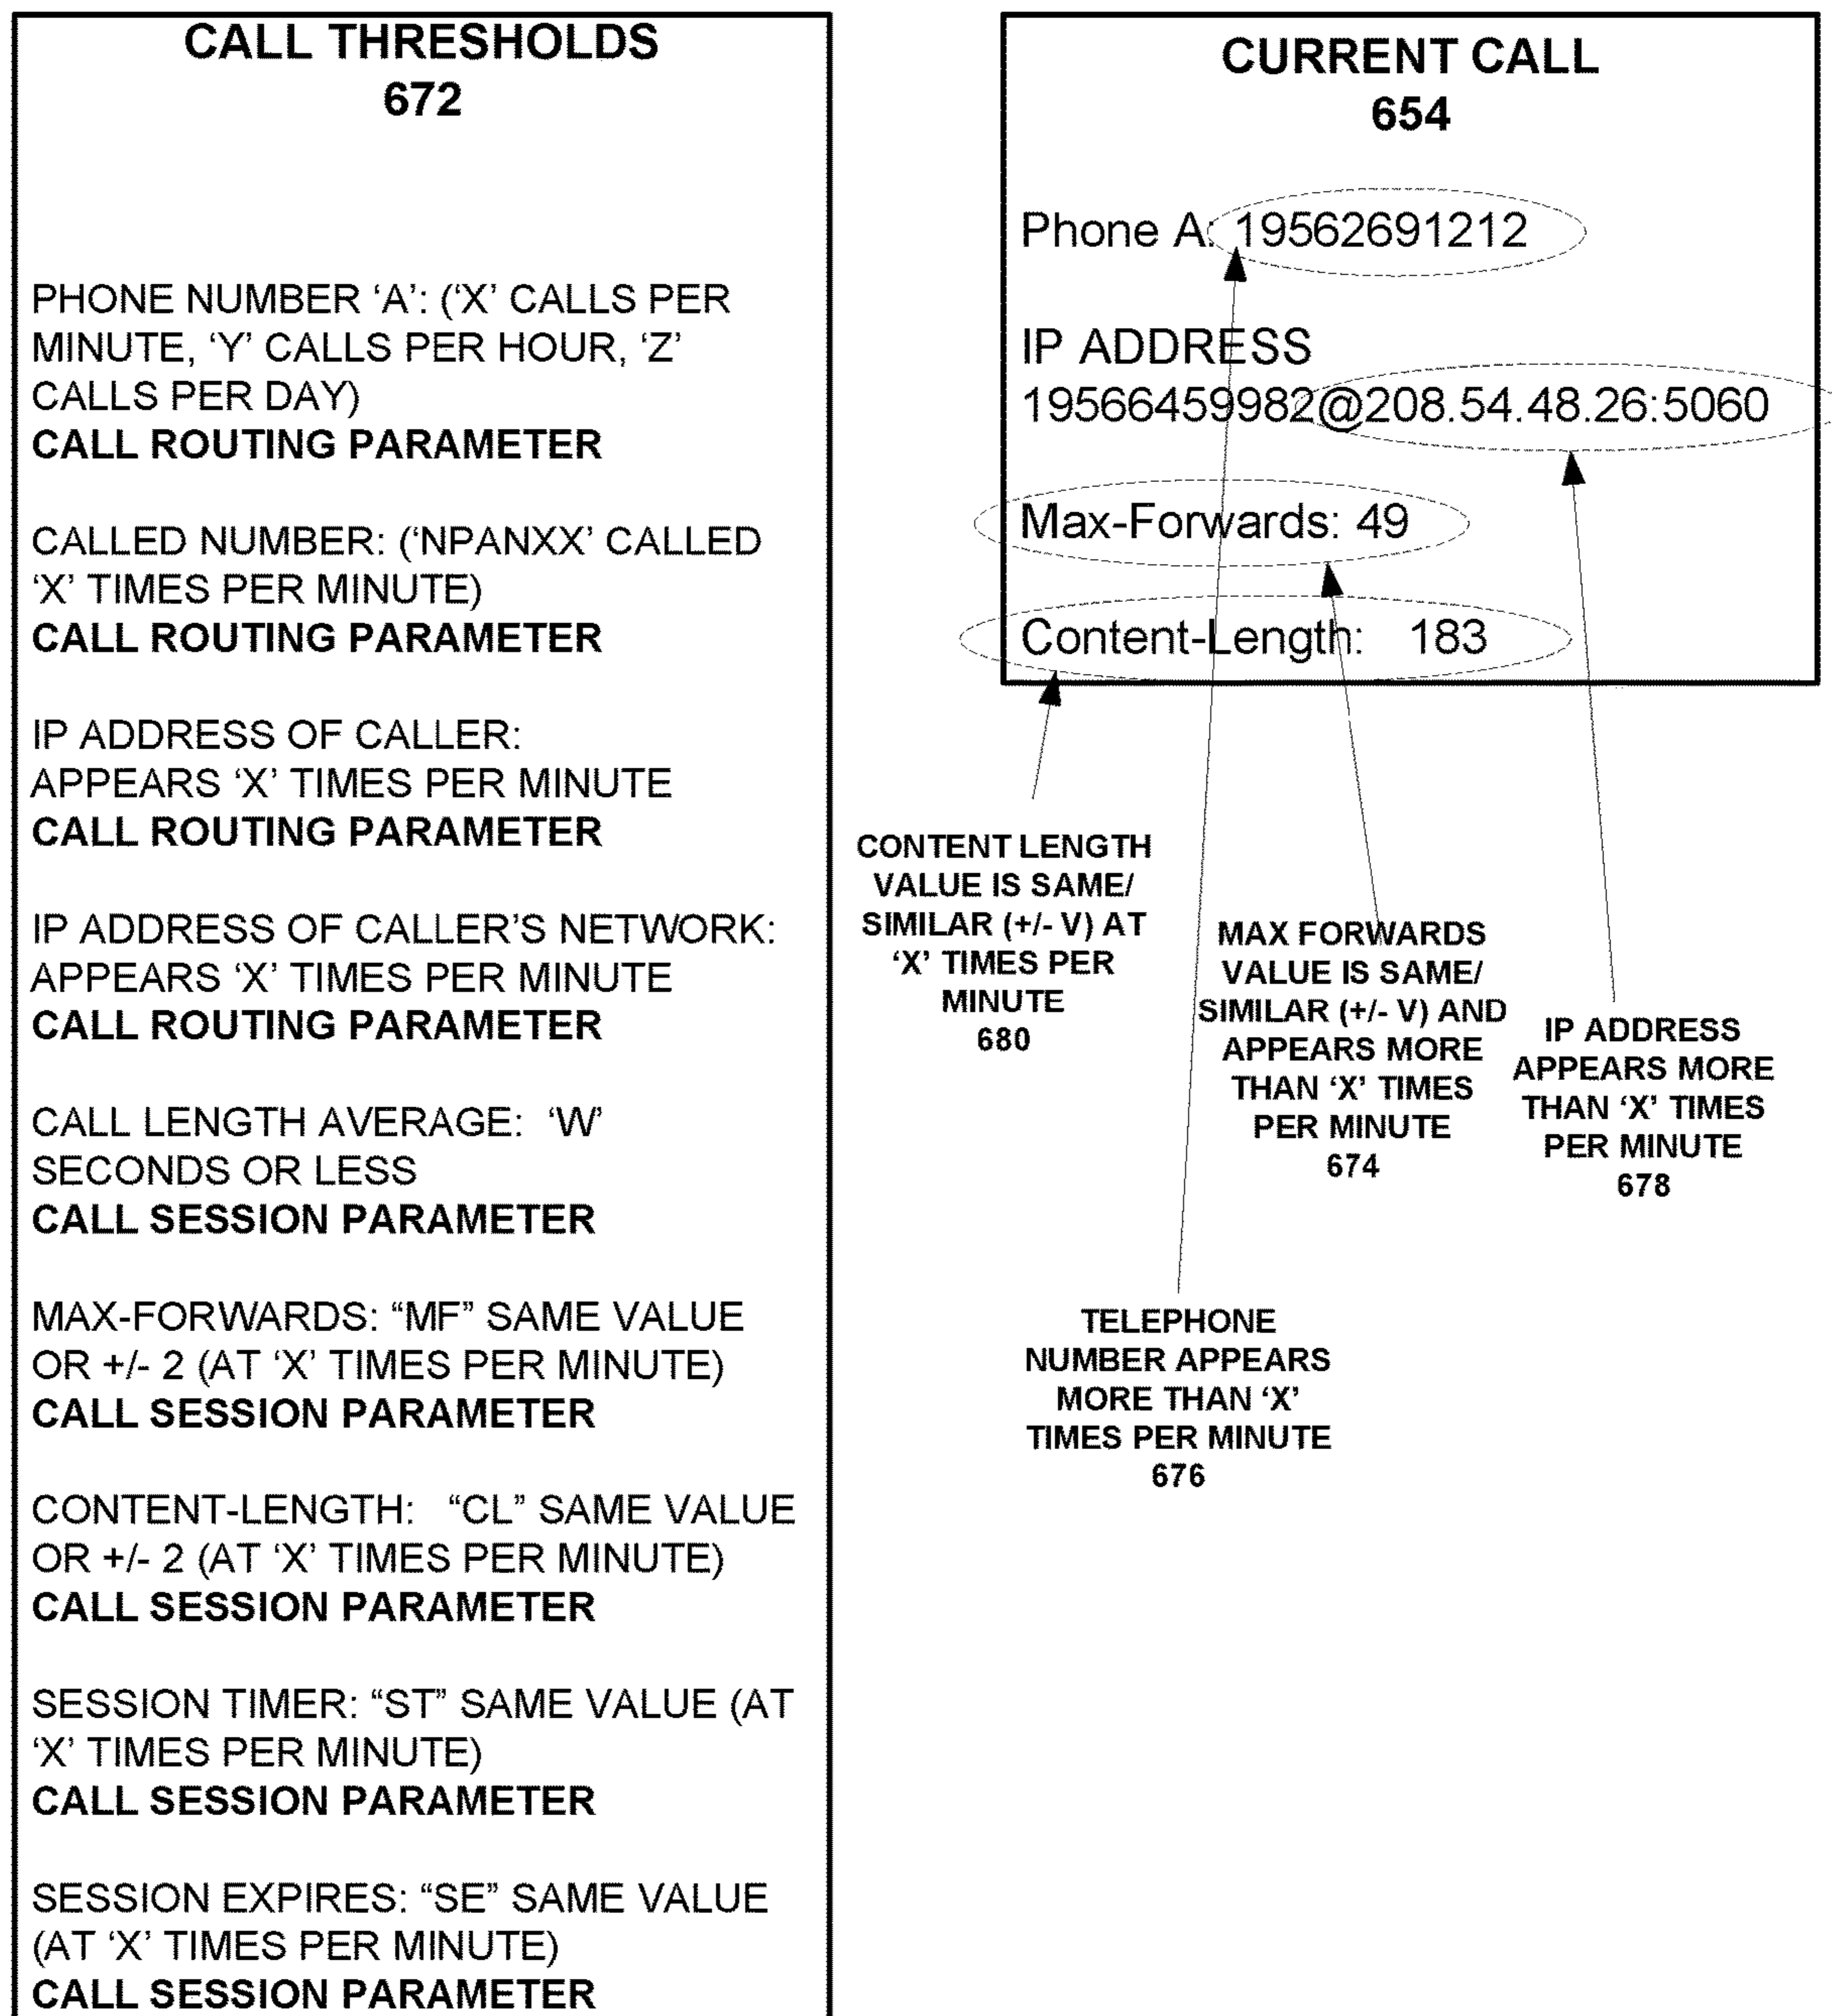 CALL THRESHOLDS
672
PHONE NUMBER ‘A’: (‘X’ CALLS PER
MINUTE, ‘Y’ CALLS PER HOUR, ‘Z’
CALLS PER DAY)
CALL ROUTING PARAMETER
CALLED NUMBER: (‘NPANXX’ CALLED
‘X’ TIMES PER MINUTE)
CALL ROUTING PARAMETER
IP ADDRESS OF CALLER:
APPEARS ‘X’ TIMES PER MINUTE
CALL ROUTING PARAMETER
IP ADDRESS OF CALLER’S NETWORK:
APPEARS ‘X’ TIMES PER MINUTE
CALL ROUTING PARAMETER
CALL LENGTH AVERAGE: ‘W’
SECONDS OR LESS
CALL SESSION PARAMETER
MAX-FORWARDS: “MF” SAME VALUE
OR +/- 2 (AT ‘X’ TIMES PER MINUTE)
CALL SESSION PARAMETER
CONTENT-LENGTH: “CL” SAME VALUE
OR +/- 2 (AT ‘X’ TIMES PER MINUTE)
CALL SESSION PARAMETER
SESSION TIMER: “ST” SAME VALUE (AT
‘X’ TIMES PER MINUTE)
CALL SESSION PARAMETER
SESSION EXPIRES: “SE” SAME VALUE
(AT ‘X’ TIMES PER MINUTE)
CALL SESSION PARAMETER
CURRENT CALL
654
Phone A: 19562691212
IP ADDRESS
19566459982@208.54.48.26:5060
Max-Forwards: 49
Content-Length: 183
CONTENT LENGTH
VALUE IS SAME/
SIMILAR (+/- V) AT
‘X’ TIMES PER
MINUTE
680
MAX FORWARDS
VALUE IS SAME/
SIMILAR (+/- V) AND
APPEARS MORE
THAN ‘X’ TIMES
PER MINUTE
674
IP ADDRESS
APPEARS MORE
THAN ‘X’ TIMES
PER MINUTE
678
TELEPHONE
NUMBER APPEARS
MORE THAN ‘X’
TIMES PER MINUTE
676